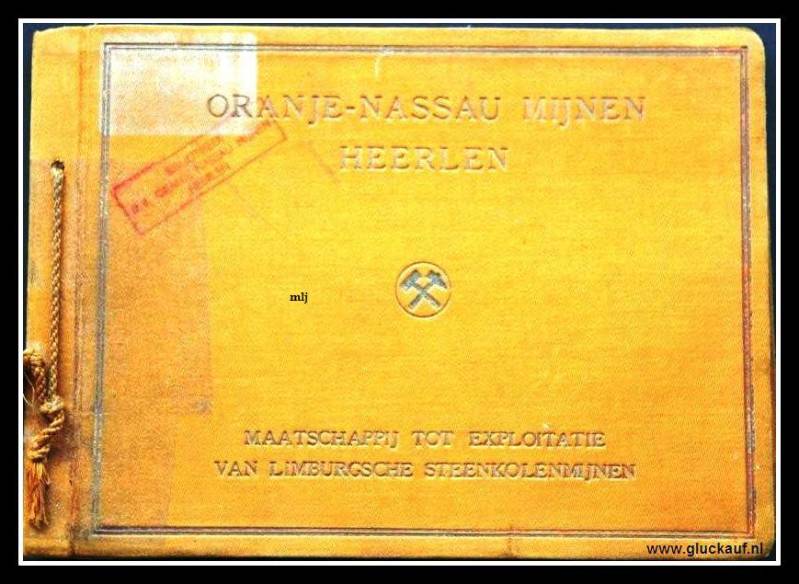 ORANJE-NASSAU MIJNEN
HEERLEN
mlj
MAATSCHAPPIJ TOT EXPLOITATIE
VAN LIMBURGSCHE STEENKOLENMIJNEN
www.gluckauf.nl